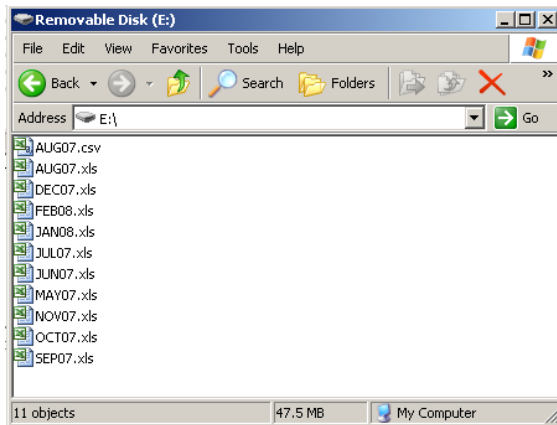 Removable Disk (E:)
File Edit View Favorites Tools Help
Back Search Folders »
Address E:\ Go
AUG07.csv
AUG07.xls
DEC07.xls
FEB08.xls
JAN08.xls
JUL07.xls
JUN07.xls
MAY07.xls
NOV07.xls
OCT07.xls
SEP07.xls
11 objects 47.5 MB My Computer